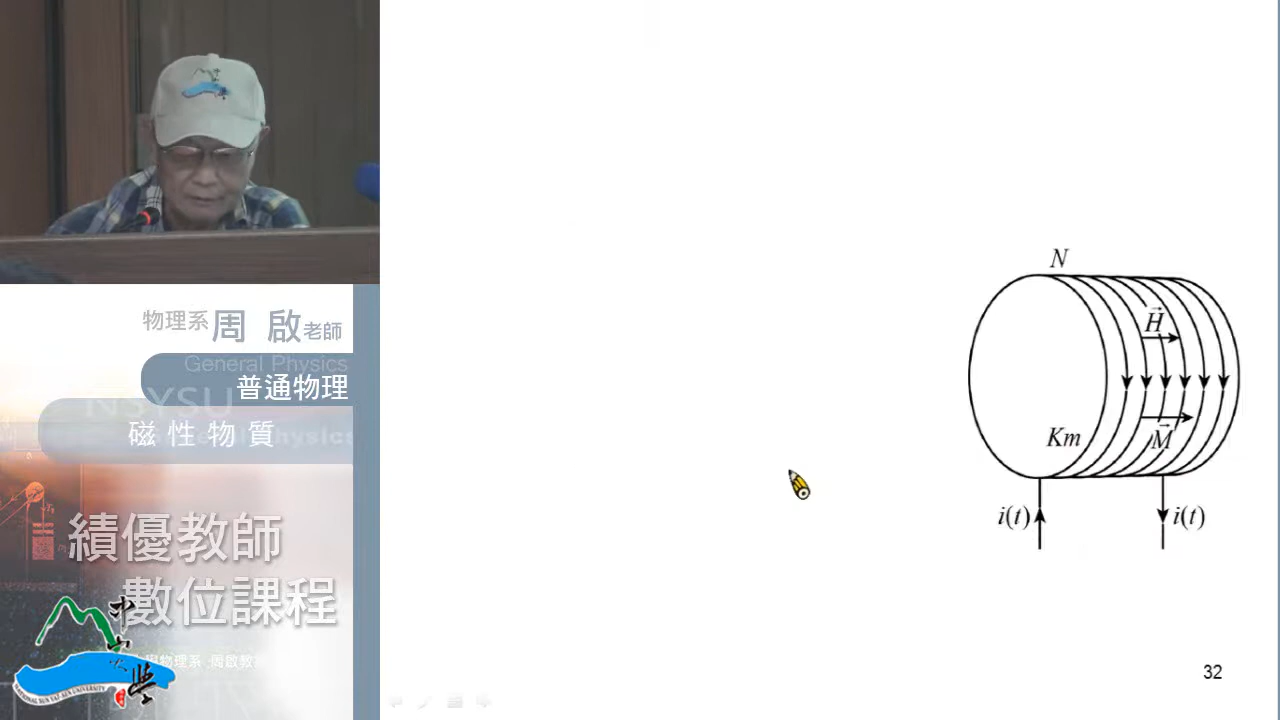 物理系 周 啟 老師
General Physics
普通物理
NSYSU
磁性物質
績優教師
數位課程
N
H
Km
M
i(t)
i(t)
32